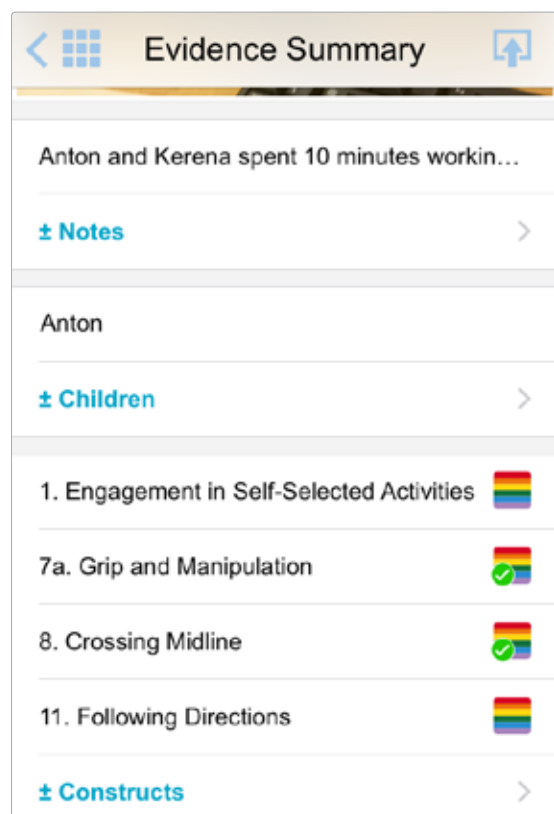 Evidence Summary
Anton and Kerena spent 10 minutes workin...
± Notes
Anton
± Children
1. Engagement in Self-Selected Activities
7a. Grip and Manipulation
8. Crossing Midline
11. Following Directions
± Constructs